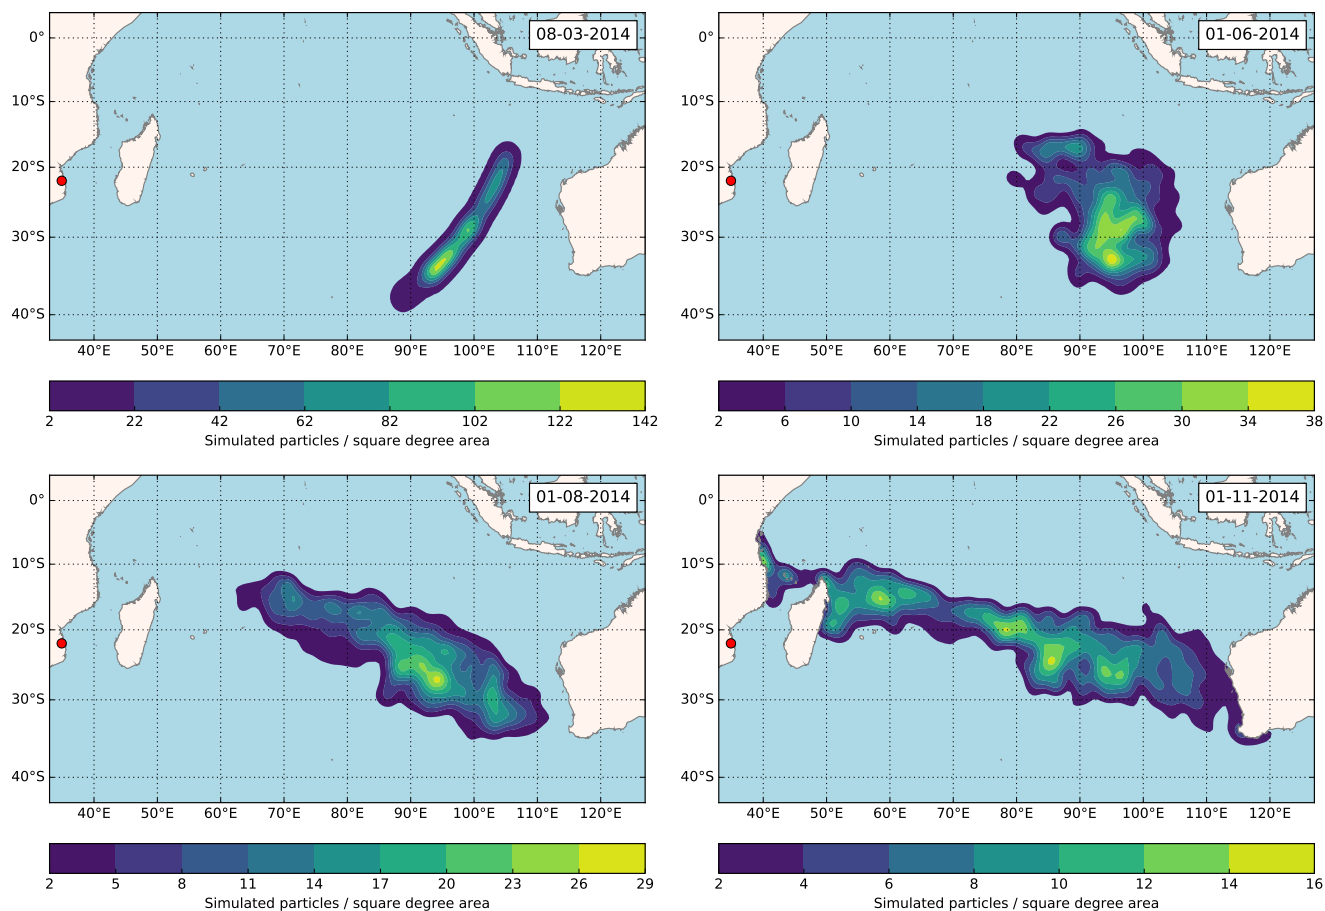 08-03-2014
0°
10°S
20°S
30°S
40°S
40°E 50°E 60°E 70°E 80°E 90°E 100°E 110°E 120°E
2 22 42 62 82 102 122 142
Simulated particles / square degree area
01-06-2014
0°
10°S
20°S
30°S
40°S
40°E 50°E 60°E 70°E 80°E 90°E 100°E 110°E 120°E
2 6 10 14 18 22 26 30 34 38
Simulated particles / square degree area
01-08-2014
0°
10°S
20°S
30°S
40°S
40°E 50°E 60°E 70°E 80°E 90°E 100°E 110°E 120°E
2 5 8 11 14 17 20 23 26 29
Simulated particles / square degree area
01-11-2014
0°
10°S
20°S
30°S
40°S
40°E 50°E 60°E 70°E 80°E 90°E 100°E 110°E 120°E
2 4 6 8 10 12 14 16
Simulated particles / square degree area